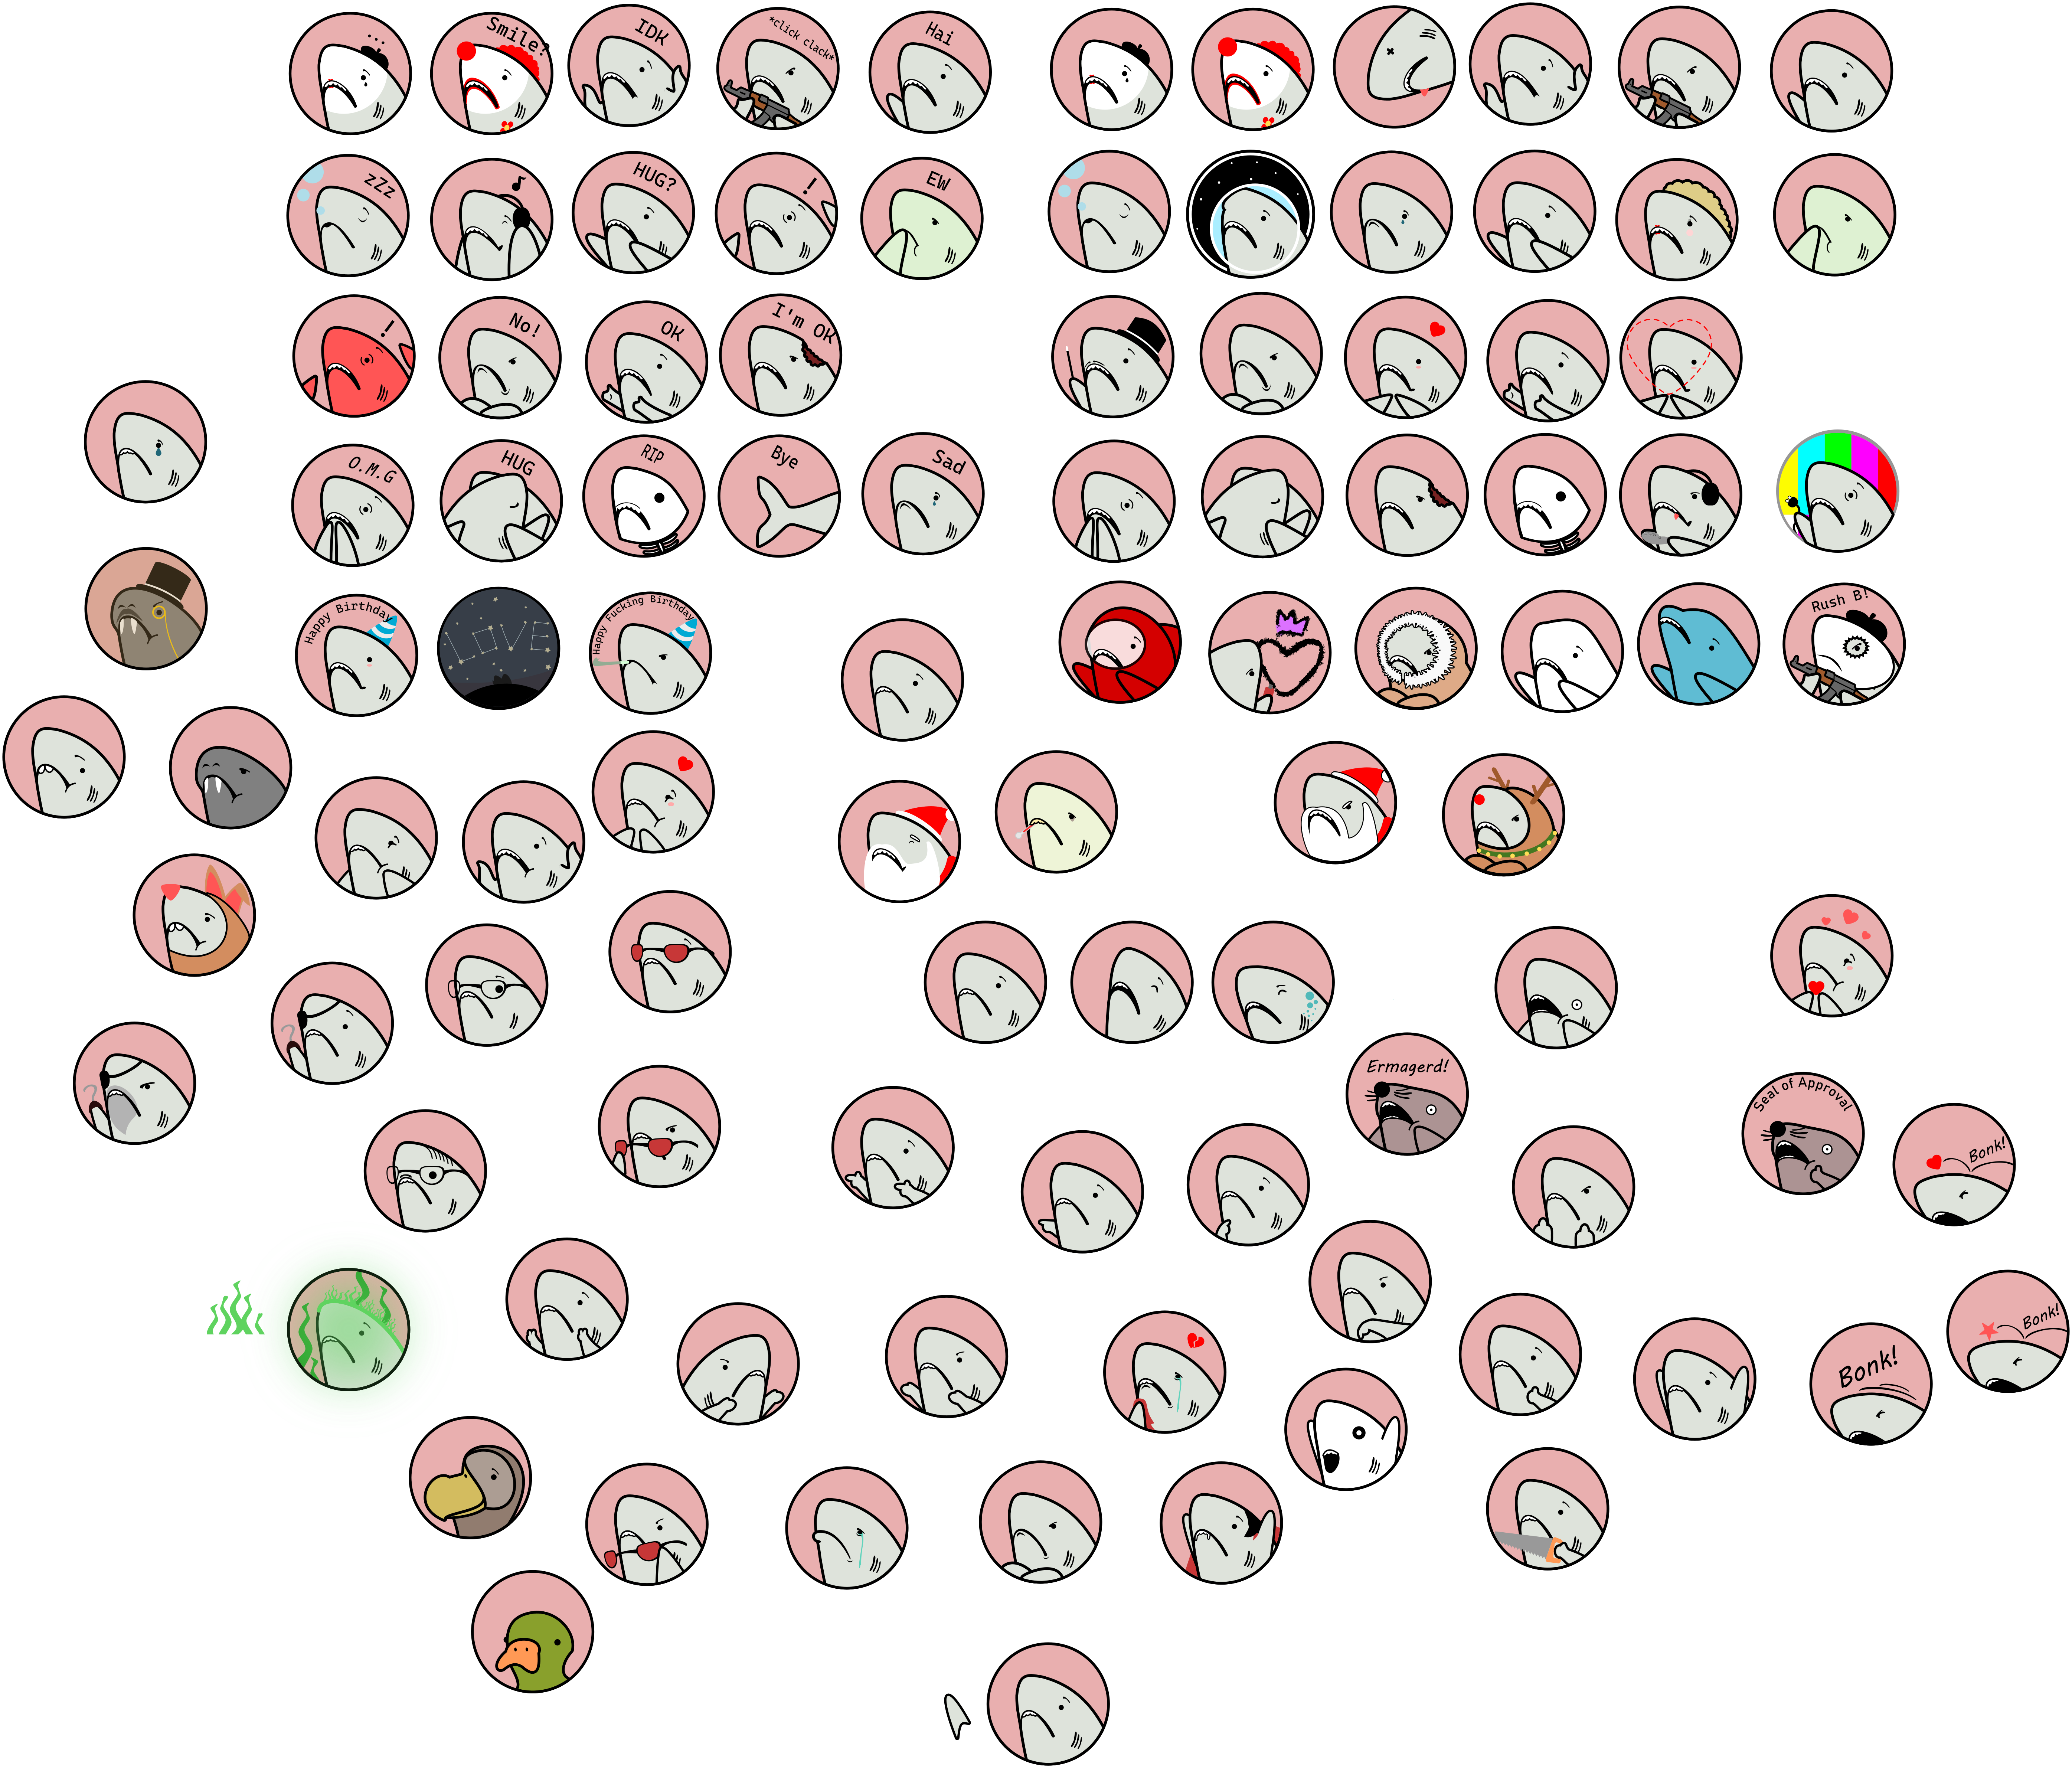 ...
Smile?
IDK
*click clack*
Hai
zZz
HUG?
!
EW
!
No!
OK
I'm OK
O.M.G
HUG
RIP
Bye
Sad
Happy Birthday
LOVE
Happy Fucking Birthday
Rush B!
Ermagerd!
Seal of Approval
Bonk!
Bonk!
Bonk!